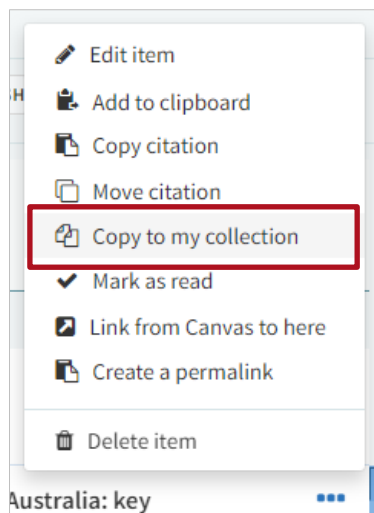 Edit item
SH
Add to clipboard
Copy citation
Move citation
Copy to my collection
Mark as read
Link from Canvas to here
Create a permalink
Delete item
Australia: key